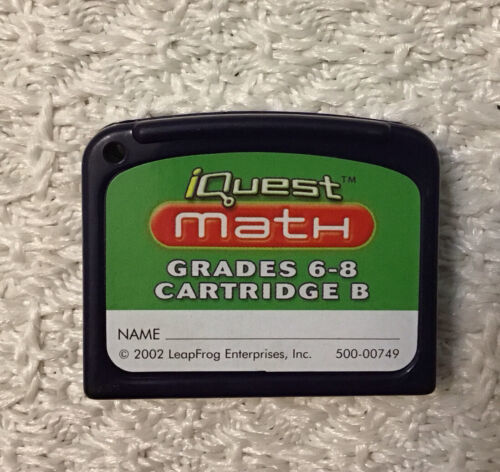 iQuest™
math
GRADES 6-8
CARTRIDGE B
NAME
© 2002 LeapFrog Enterprises, Inc. 500-00749